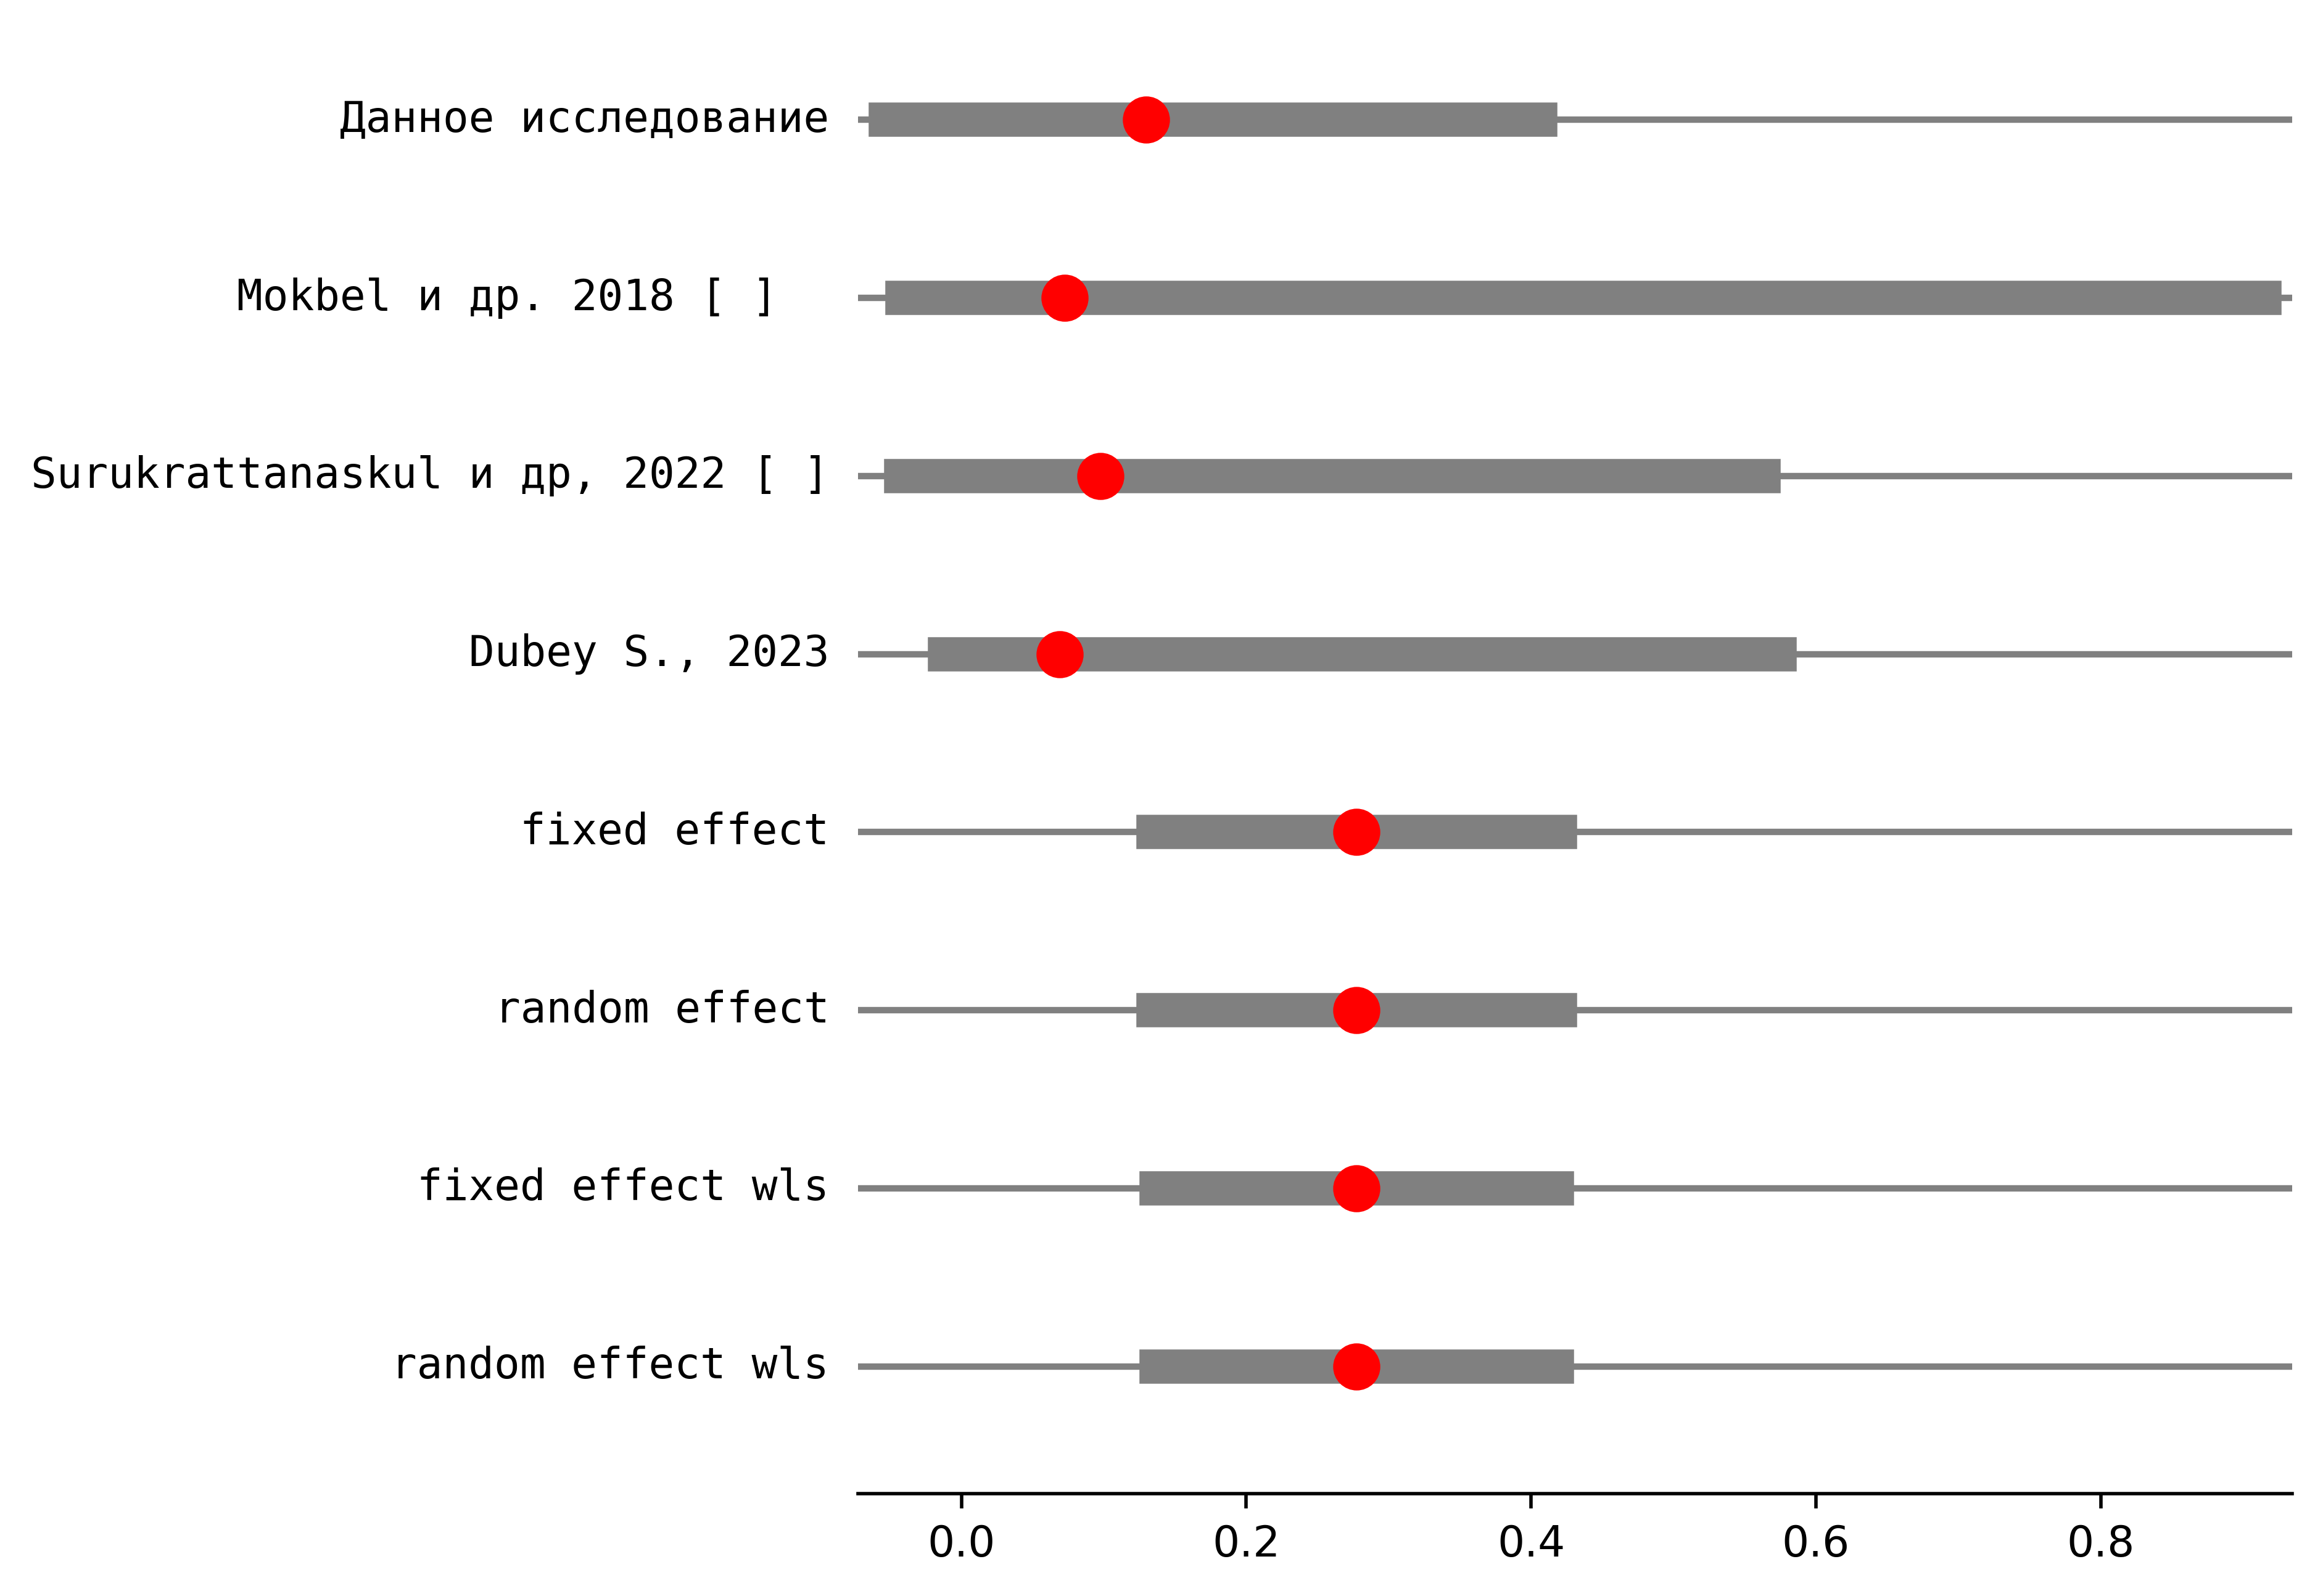 Данное исследование
Mokbel и др. 2018 [ ]
Surukrattanaskul и др, 2022 [ ]
Dubey S., 2023
fixed effect
random effect
fixed effect wls
random effect wls
0.0 0.2 0.4 0.6 0.8